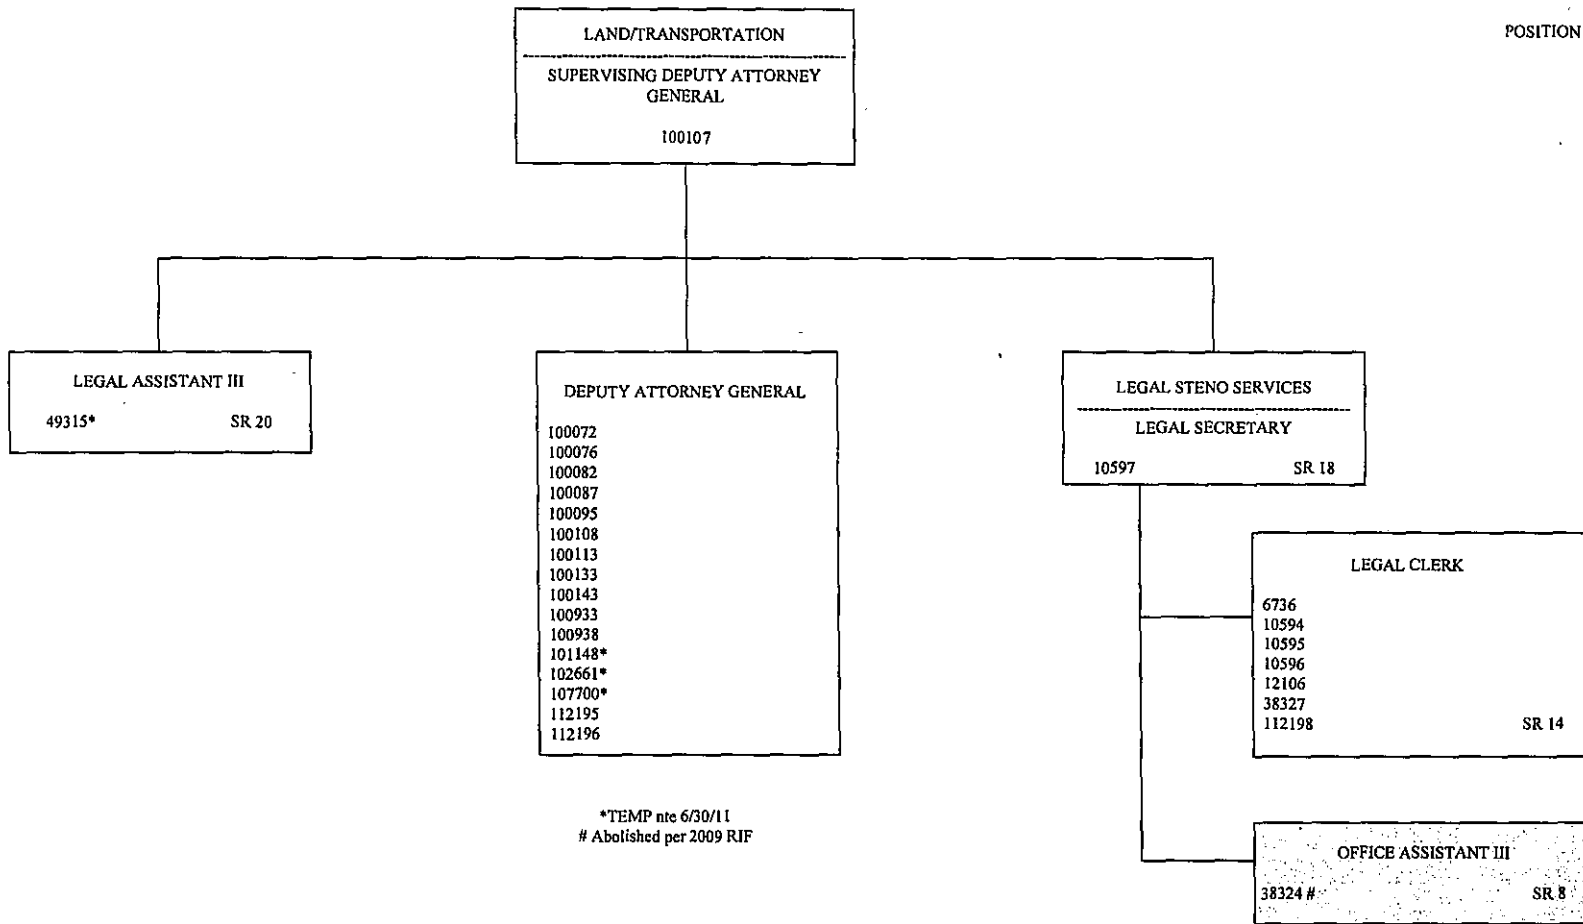 POSITION
LAND/TRANSPORTATION
SUPERVISING DEPUTY ATTORNEY
GENERAL
100107
LEGAL ASSISTANT III
49315* SR 20
DEPUTY ATTORNEY GENERAL
100072
100076
100082
100087
100095
100108
100113
100133
100143
100933
100938
101148*
102661*
107700*
112195
112196
LEGAL STENO SERVICES
LEGAL SECRETARY
10597 SR 18
LEGAL CLERK
6736
10594
10595
10596
12106
38327
112198 SR 14
*TEMP nte 6/30/11
# Abolished per 2009 RIF
OFFICE ASSISTANT III
38324 # SR 8